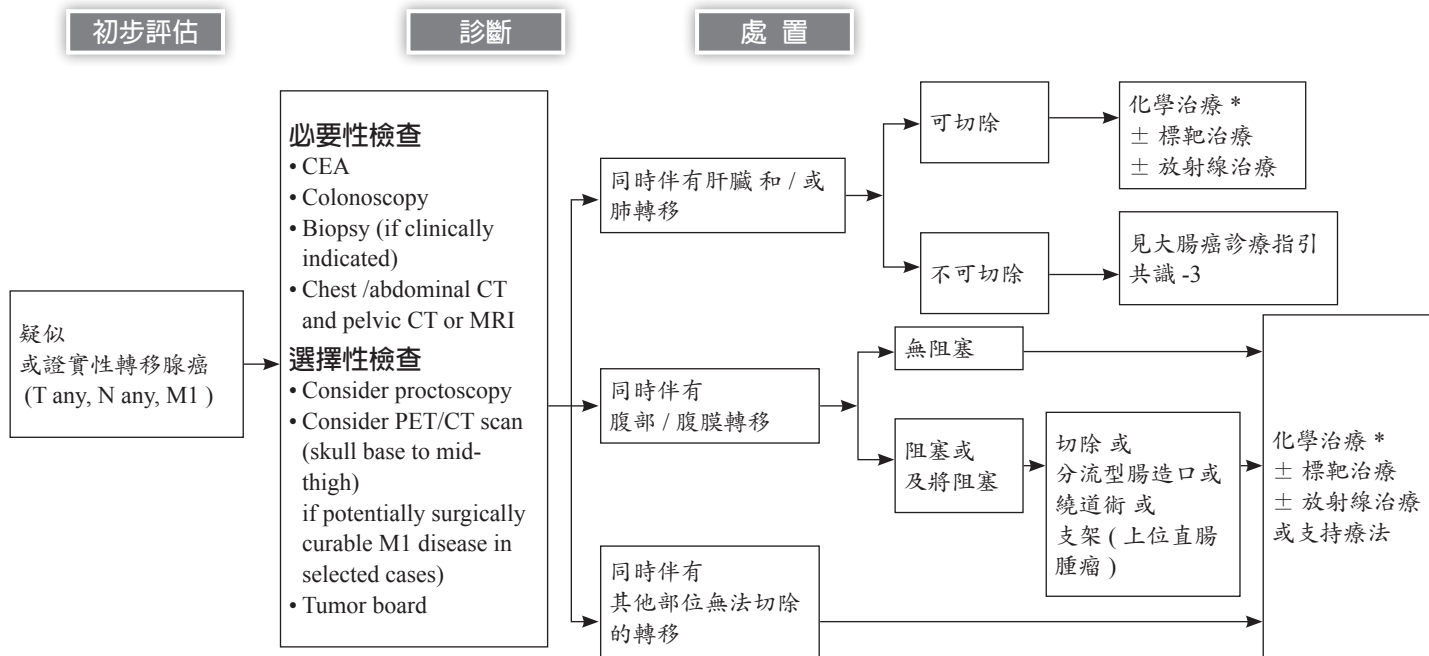 初步評估
診斷
處 置
疑似
或證實性轉移腺癌
(T any, N any, M1 )
必要性檢查
• CEA
• Colonoscopy
• Biopsy (if clinically
indicated)
• Chest /abdominal CT
and pelvic CT or MRI
選擇性檢查
• Consider proctoscopy
• Consider PET/CT scan
(skull base to mid-
thigh)
if potentially surgically
curable M1 disease in
selected cases)
• Tumor board
同時伴有肝臟 和 / 或
肺轉移
可切除
化學治療 *
± 標靶治療
± 放射線治療
不可切除
見大腸癌診療指引
共識 -3
同時伴有
腹部 / 腹膜轉移
無阻塞
阻塞或
及將阻塞
切除 或
分流型腸造口或
繞道術 或
支架 ( 上位直腸
腫瘤 )
同時伴有
其他部位無法切除
的轉移
化學治療 *
± 標靶治療
± 放射線治療
或支持療法